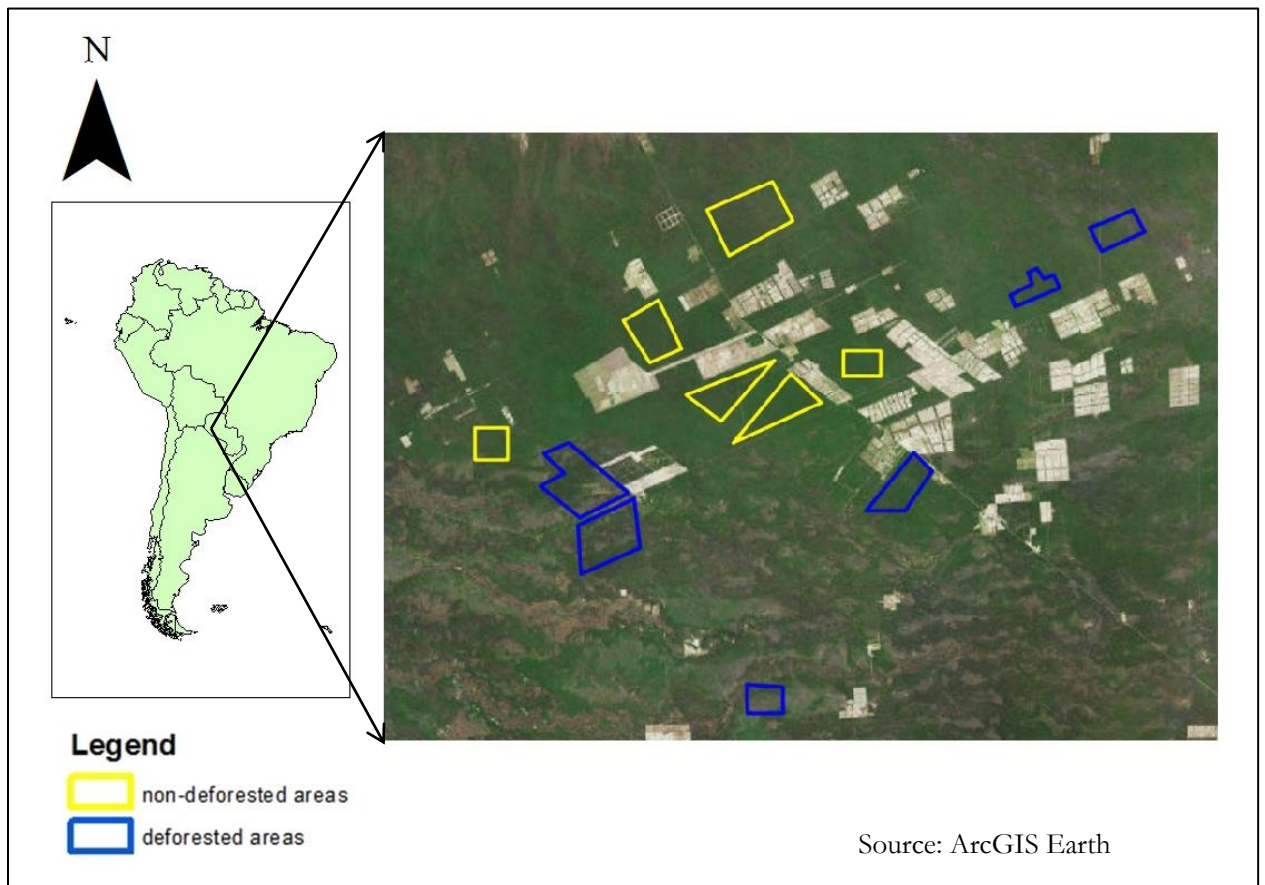 N
Legend
non-deforested areas
deforested areas
Source: ArcGIS Earth